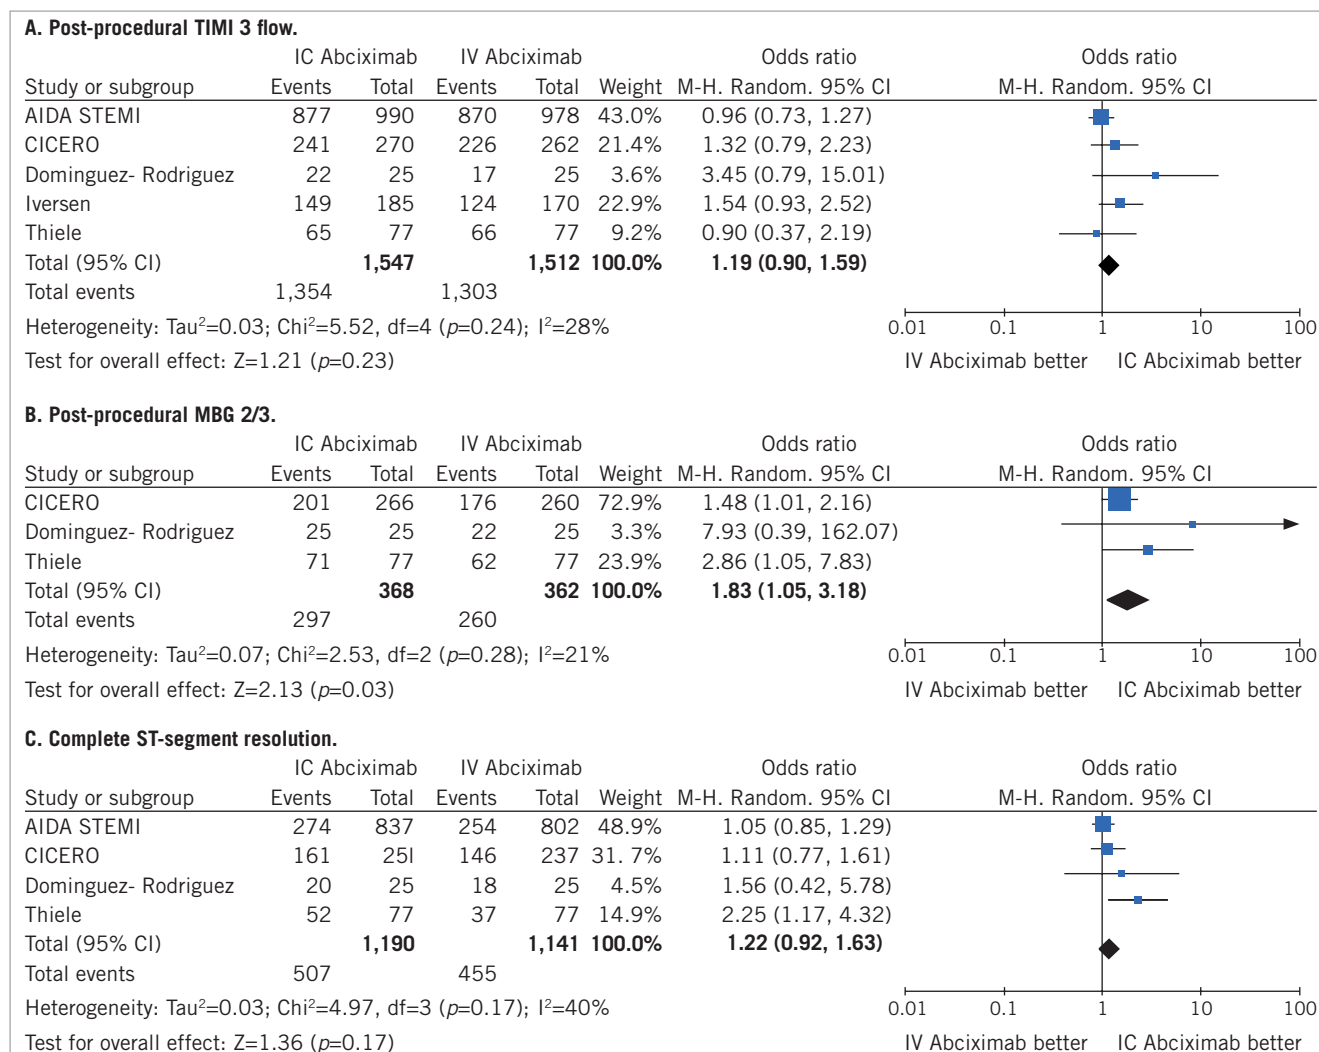 A. Post-procedural TIMI 3 flow.
IC Abciximab IV Abciximab Odds ratio Odds ratio
Study or subgroup Events Total Events Total Weight M-H. Random. 95% CI M-H. Random. 95% CI
AIDA STEMI 877 990 870 978 43.0% 0.96 (0.73, 1.27)
CICERO 241 270 226 262 21.4% 1.32 (0.79, 2.23)
Dominguez- Rodriguez 22 25 17 25 3.6% 3.45 (0.79, 15.01)
Iversen 149 185 124 170 22.9% 1.54 (0.93, 2.52)
Thiele 65 77 66 77 9.2% 0.90 (0.37, 2.19)
Total (95% CI) 1,547 1,512 100.0% 1.19 (0.90, 1.59)
Total events 1,354 1,303
Heterogeneity: Tau²=0.03; Chi²=5.52, df=4 (p=0.24); I²=28% 0.01 0.1 1 10 100
Test for overall effect: Z=1.21 (p=0.23) IV Abciximab better IC Abciximab better
B. Post-procedural MBG 2/3.
IC Abciximab IV Abciximab Odds ratio Odds ratio
Study or subgroup Events Total Events Total Weight M-H. Random. 95% CI M-H. Random. 95% CI
CICERO 201 266 176 260 72.9% 1.48 (1.01, 2.16)
Dominguez- Rodriguez 25 25 22 25 3.3% 7.93 (0.39, 162.07)
Thiele 71 77 62 77 23.9% 2.86 (1.05, 7.83)
Total (95% CI) 368 362 100.0% 1.83 (1.05, 3.18)
Total events 297 260
Heterogeneity: Tau²=0.07; Chi²=2.53, df=2 (p=0.28); I²=21% 0.01 0.1 1 10 100
Test for overall effect: Z=2.13 (p=0.03) IV Abciximab better IC Abciximab better
C. Complete ST-segment resolution.
IC Abciximab IV Abciximab Odds ratio Odds ratio
Study or subgroup Events Total Events Total Weight M-H. Random. 95% CI M-H. Random. 95% CI
AIDA STEMI 274 837 254 802 48.9% 1.05 (0.85, 1.29)
CICERO 161 25l 146 237 31. 7% 1.11 (0.77, 1.61)
Dominguez- Rodriguez 20 25 18 25 4.5% 1.56 (0.42, 5.78)
Thiele 52 77 37 77 14.9% 2.25 (1.17, 4.32)
Total (95% CI) 1,190 1,141 100.0% 1.22 (0.92, 1.63)
Total events 507 455
Heterogeneity: Tau²=0.03; Chi²=4.97, df=3 (p=0.17); I²=40% 0.01 0.1 1 10 100
Test for overall effect: Z=1.36 (p=0.17) IV Abciximab better IC Abciximab better